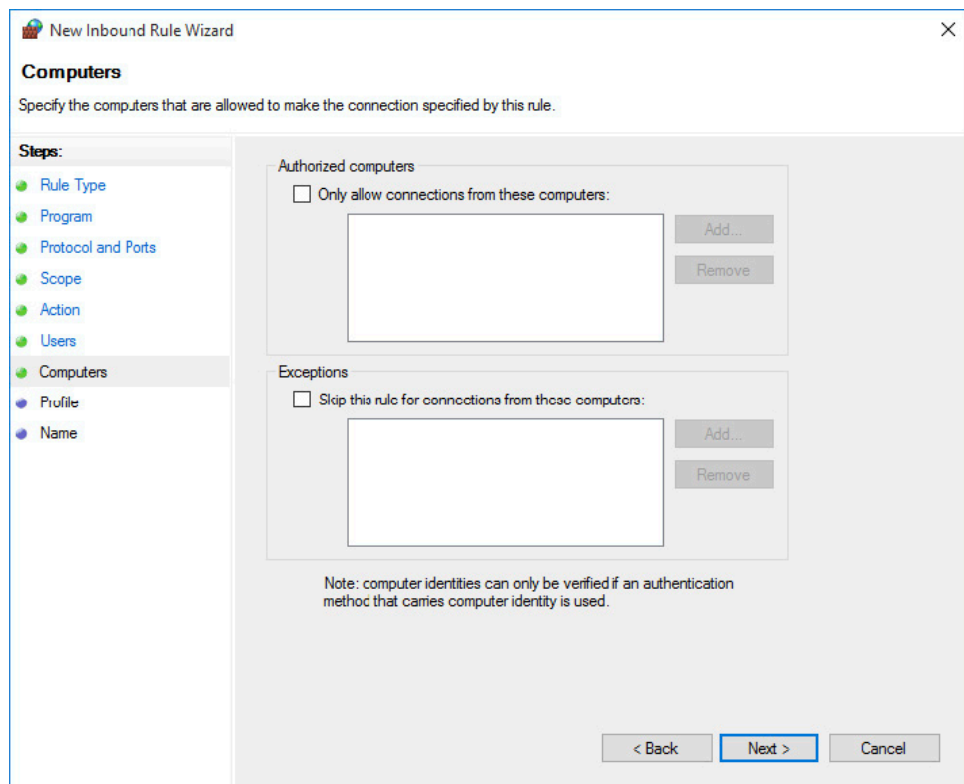 New Inbound Rule Wizard
Computers
Specify the computers that are allowed to make the connection specified by this rule.
Steps:
Rule Type
Program
Protocol and Ports
Scope
Action
Users
Computers
Profile
Name
Authorized computers
Only allow connections from these computers:
Add...
Remove
Exceptions
Skip this rule for connections from these computers:
Add...
Remove
Note: computer identities can only be verified if an authentication
method that carries computer identity is used.
< Back
Next >
Cancel